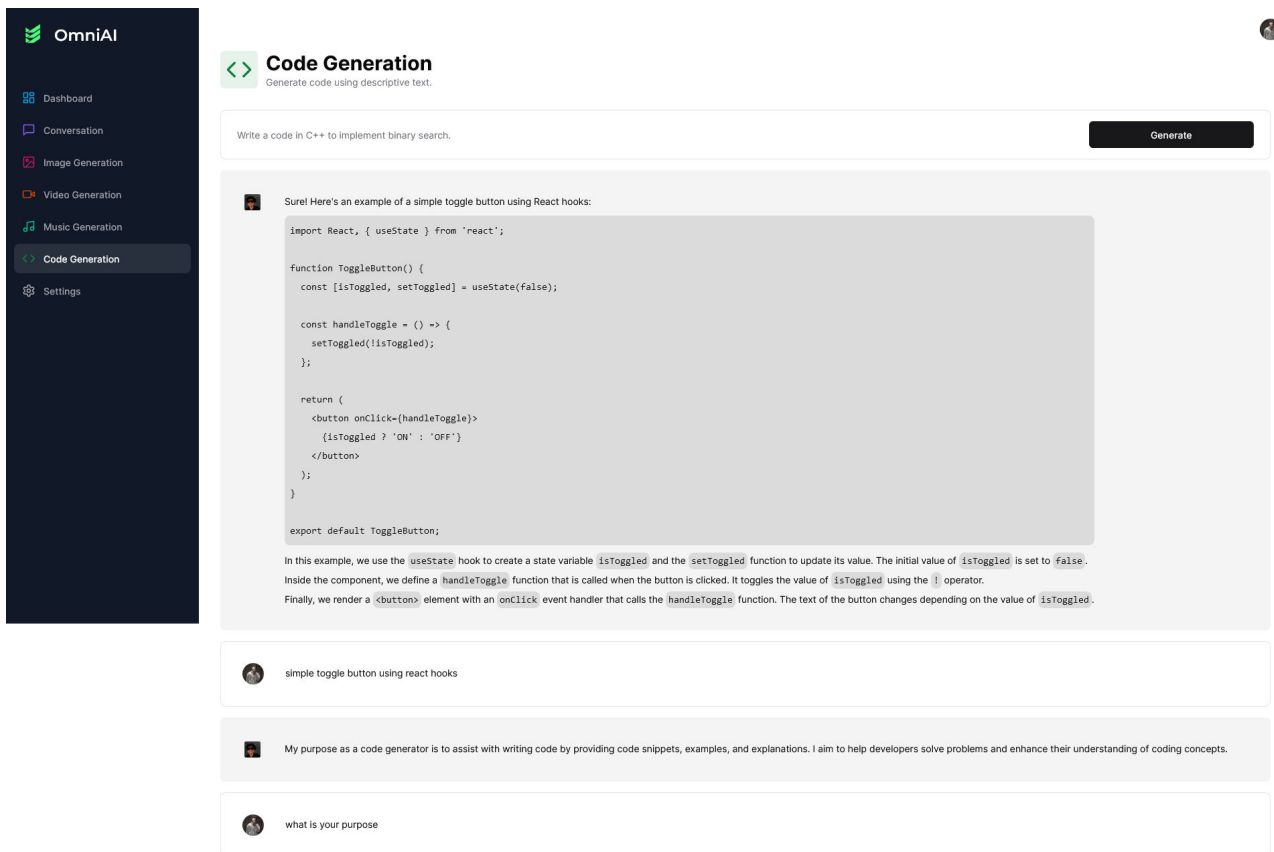 OmniAI
Dashboard
Conversation
Image Generation
Video Generation
Music Generation
Code Generation
Settings
Code Generation
Generate code using descriptive text.
Write a code in C++ to implement binary search.
Generate
Sure! Here's an example of a simple toggle button using React hooks:
import React, { useState } from 'react';
function ToggleButton() {
  const [isToggled, setToggled] = useState(false);
  const handleToggle = () => {
    setToggled(!isToggled);
  };
  return (
    <button onClick={handleToggle}>
      {isToggled ? 'ON' : 'OFF'}
    </button>
  );
}
export default ToggleButton;
In this example, we use the useState hook to create a state variable isToggled and the setToggled function to update its value. The initial value of isToggled is set to false.
Inside the component, we define a handleToggle function that is called when the button is clicked. It toggles the value of isToggled using the ! operator.
Finally, we render a <button> element with an onClick event handler that calls the handleToggle function. The text of the button changes depending on the value of isToggled.
simple toggle button using react hooks
My purpose as a code generator is to assist with writing code by providing code snippets, examples, and explanations. I aim to help developers solve problems and enhance their understanding of coding concepts.
what is your purpose